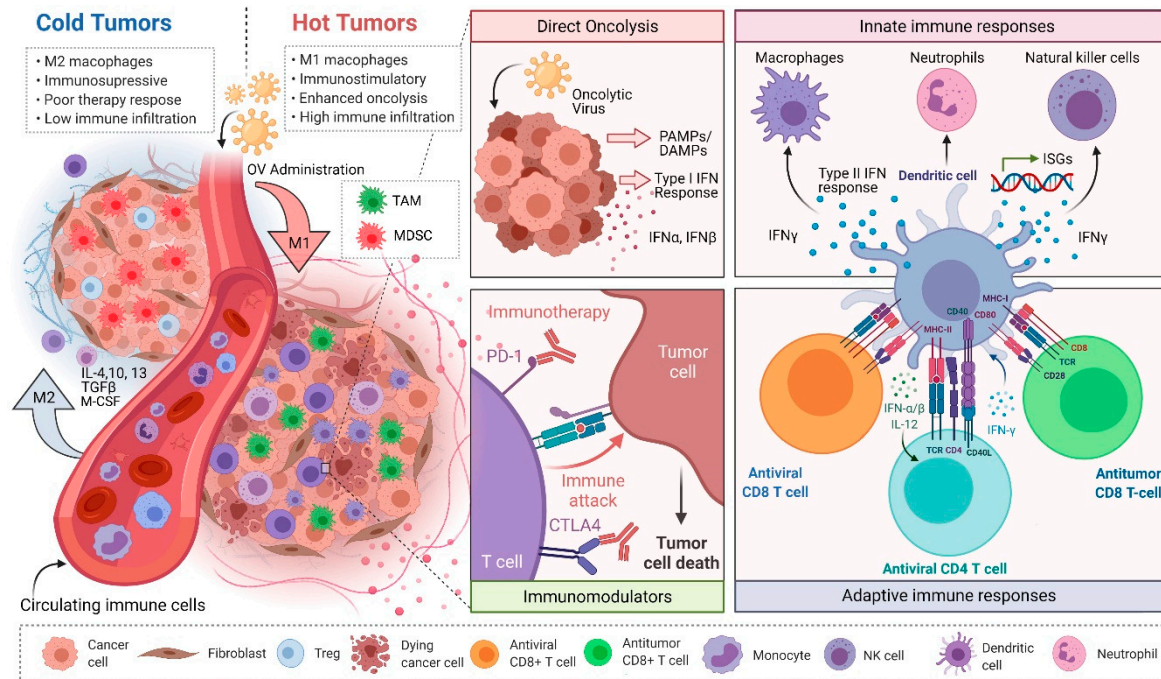 Cold Tumors
• M2 macophages
• Immunosupressive
• Poor therapy respose
• Low immune infiltration
Hot Tumors
• M1 macophages
• Immunostimulatory
• Enhanced oncolysis
• High immune infiltration
OV Administration
M1
TAM
MDSC
IL-4,10, 13
TGFβ
M-CSF
M2
Circulating immune cells
Direct Oncolysis
Oncolytic
Virus
PAMPs/
DAMPs
Type I IFN
Response
IFNα, IFNβ
Immunotherapy
PD-1
Tumor
cell
Immune
attack
CTLA4
T cell
Tumor
cell death
Immunomodulators
Innate immune responses
Macrophages
Neutrophils
Natural killer cells
Type II IFN
response
Dendritic cell
ISGs
IFNγ
IFNγ
MHC-I
CD40
CD80
MHC-II
CD8
TCR
CD28
IFN-α/β
IL-12
IFN-γ
TCR
CD4
CD40L
Antiviral
CD8 T cell
Antitumor
CD8 T-cell
Antiviral CD4 T cell
Adaptive immune responses
Cancer
cell
Fibroblast
Treg
Dying
cancer cell
Antiviral
CD8+ T cell
Antitumor
CD8+ T cell
Monocyte
NK cell
Dendritic
cell
Neutrophil